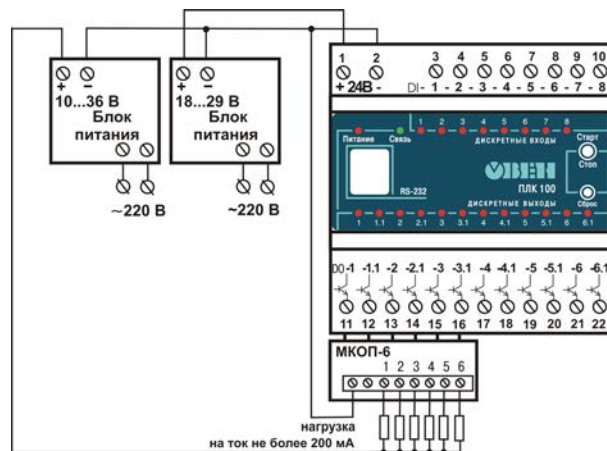 1 2 3 4 5 6 7 8 9 10
+ 24В - DI - 1 - 2 - 3 - 4 - 5 - 6 - 7 - 8
+ −
10...36 В
Блок
питания
~220 В
+ −
18...29 В
Блок
питания
~220 В
1 2 3 4 5 6 7 8
Питание Связь ДИСКРЕТНЫЕ ВХОДЫ
Старт
Стоп
ОВЕН
RS-232 ПЛК 100
ДИСКРЕТНЫЕ ВЫХОДЫ Сброс
1 1.1 2 2.1 3 3.1 4 4.1 5 5.1 6 6.1
DO -1 -1.1 -2 -2.1 -3 -3.1 -4 -4.1 -5 -5.1 -6 -6.1
11 12 13 14 15 16 17 18 19 20 21 22
МКОП-6
1 2 3 4 5 6
нагрузка
на ток не более 200 мА